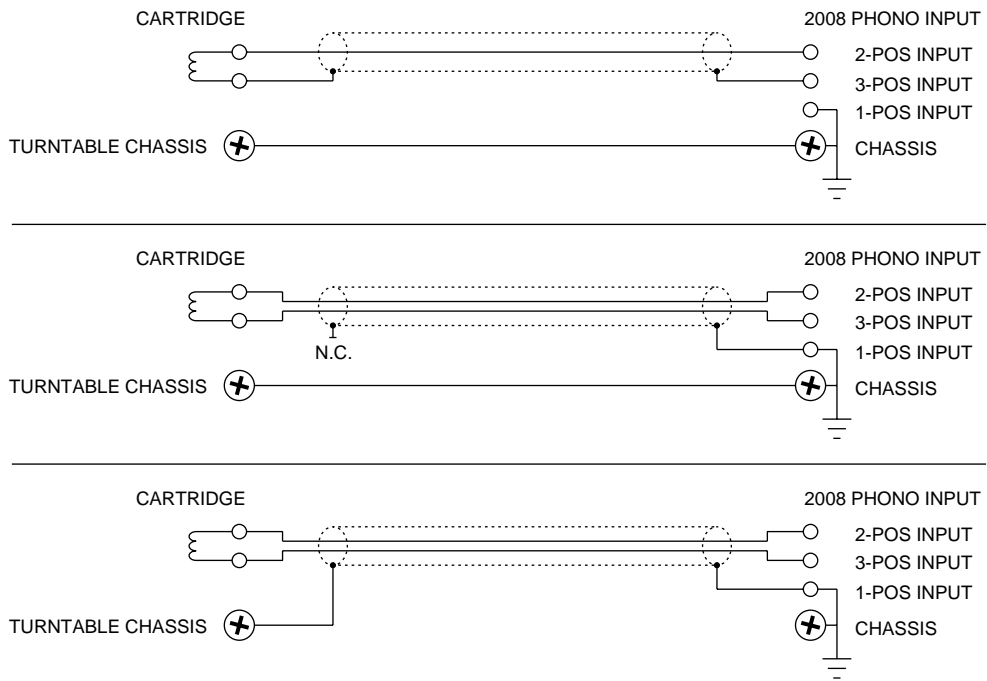 CARTRIDGE 2008 PHONO INPUT
2-POS INPUT
3-POS INPUT
1-POS INPUT
TURNTABLE CHASSIS CHASSIS
CARTRIDGE 2008 PHONO INPUT
2-POS INPUT
3-POS INPUT
N.C. 1-POS INPUT
TURNTABLE CHASSIS CHASSIS
CARTRIDGE 2008 PHONO INPUT
2-POS INPUT
3-POS INPUT
1-POS INPUT
TURNTABLE CHASSIS CHASSIS